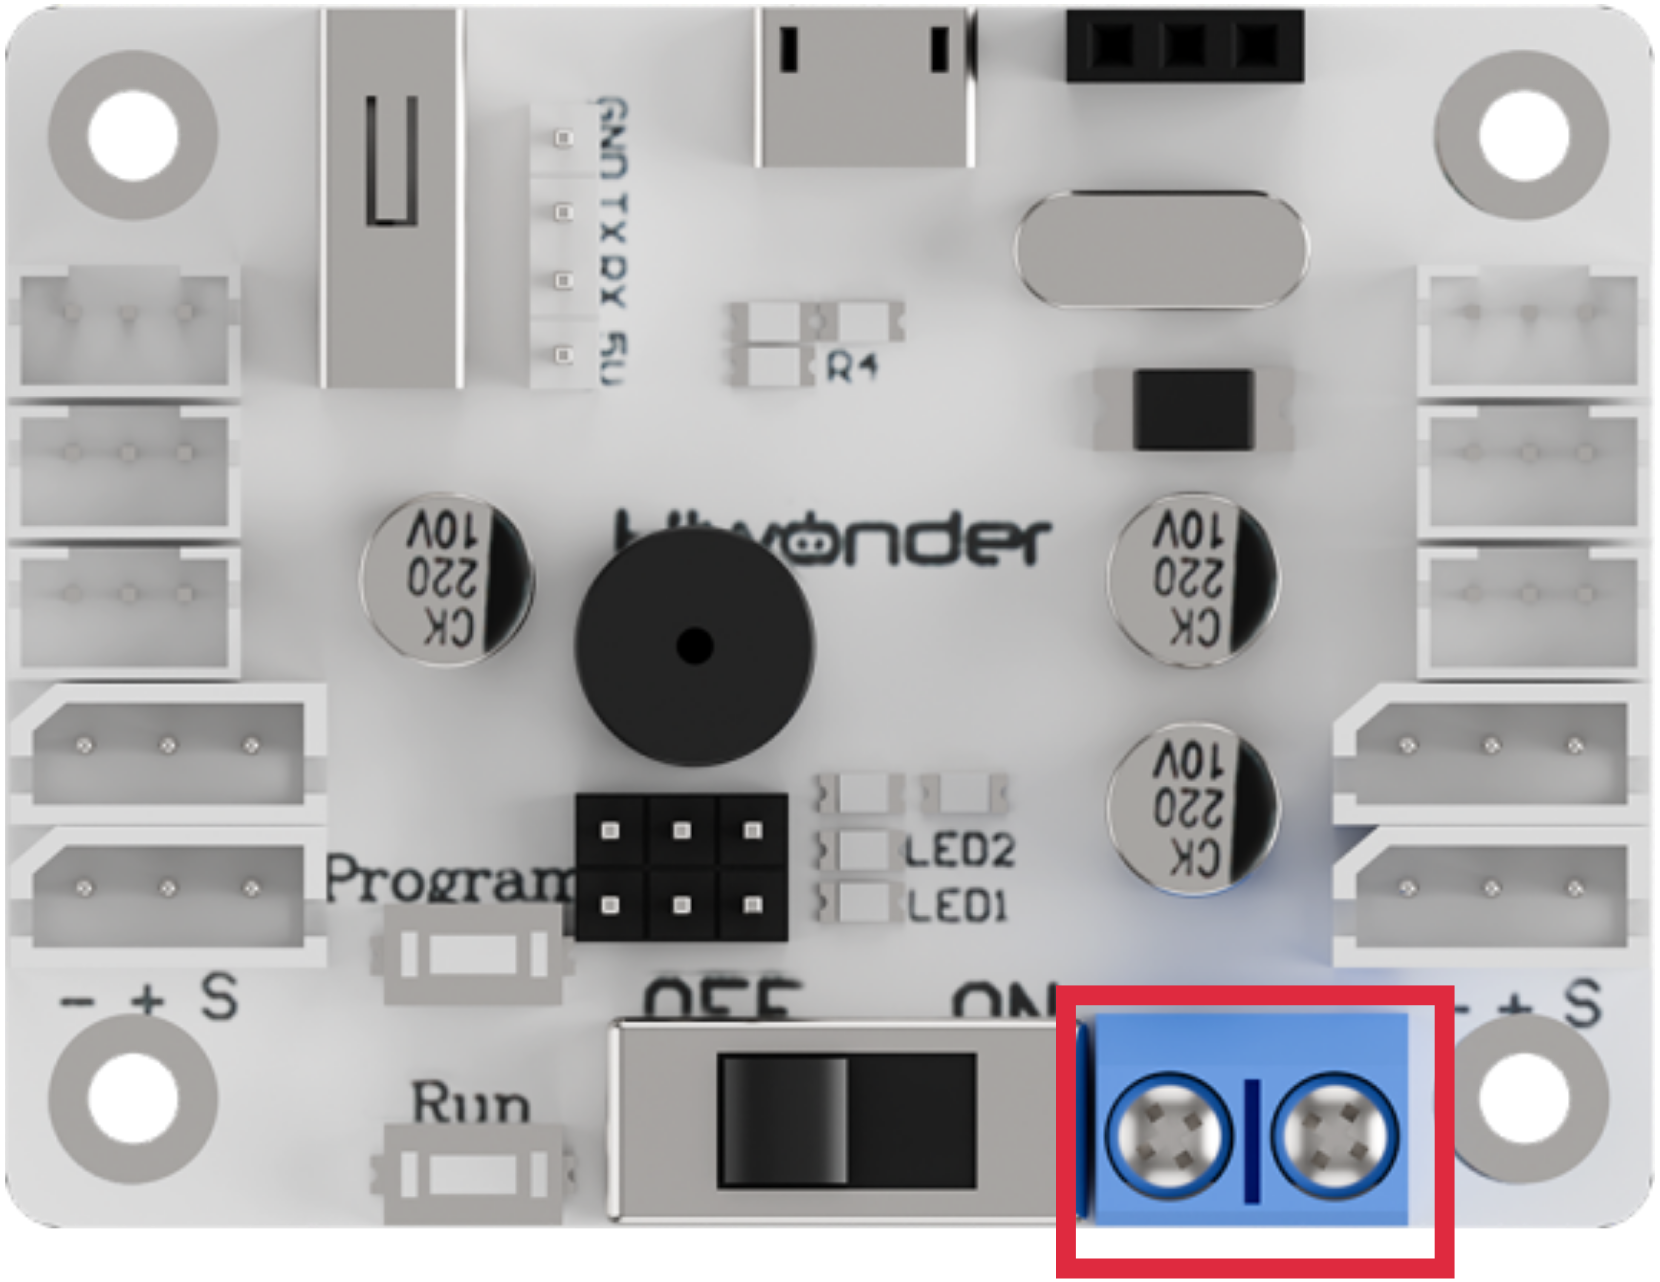 GND TX RX 5V
R4
Hiwonder
10V
220
CK
10V
220
CK
10V
220
CK
LED2
LED1
Program
- + S
- + S
OFF ON
Run